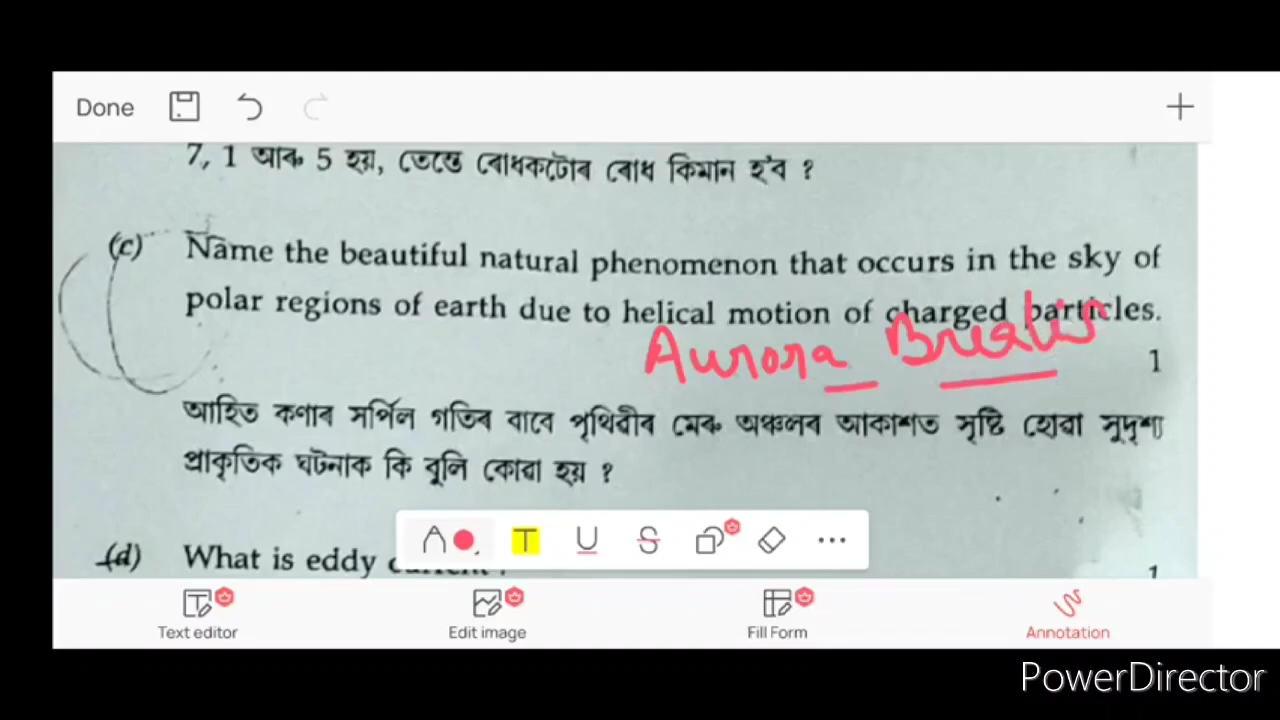 Done
7, 1 আৰু 5 হয়, তেন্তে ৰোধকটোৰ ৰোধ কিমান হ'ব ?
(c) Name the beautiful natural phenomenon that occurs in the sky of
polar regions of earth due to helical motion of charged particles.
Aurora
1
আহিত কণাৰ সৰ্পিল গতিৰ বাবে পৃথিৱীৰ মেৰু অঞ্চলৰ আকাশত সৃষ্টি হোৱা সুদৃশ্য
প্ৰাকৃতিক ঘটনাক কি বুলি কোৱা হয় ?
(d) What is eddy current ?
1
Text editor Edit image Fill Form Annotation
PowerDirector